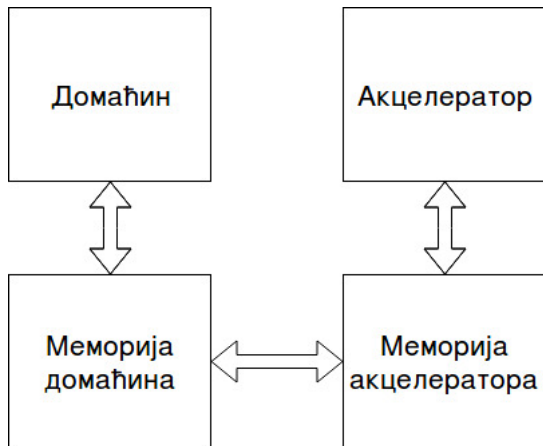 Домаћин
Акцелератор
Меморија
домаћина
Меморија
акцелератора